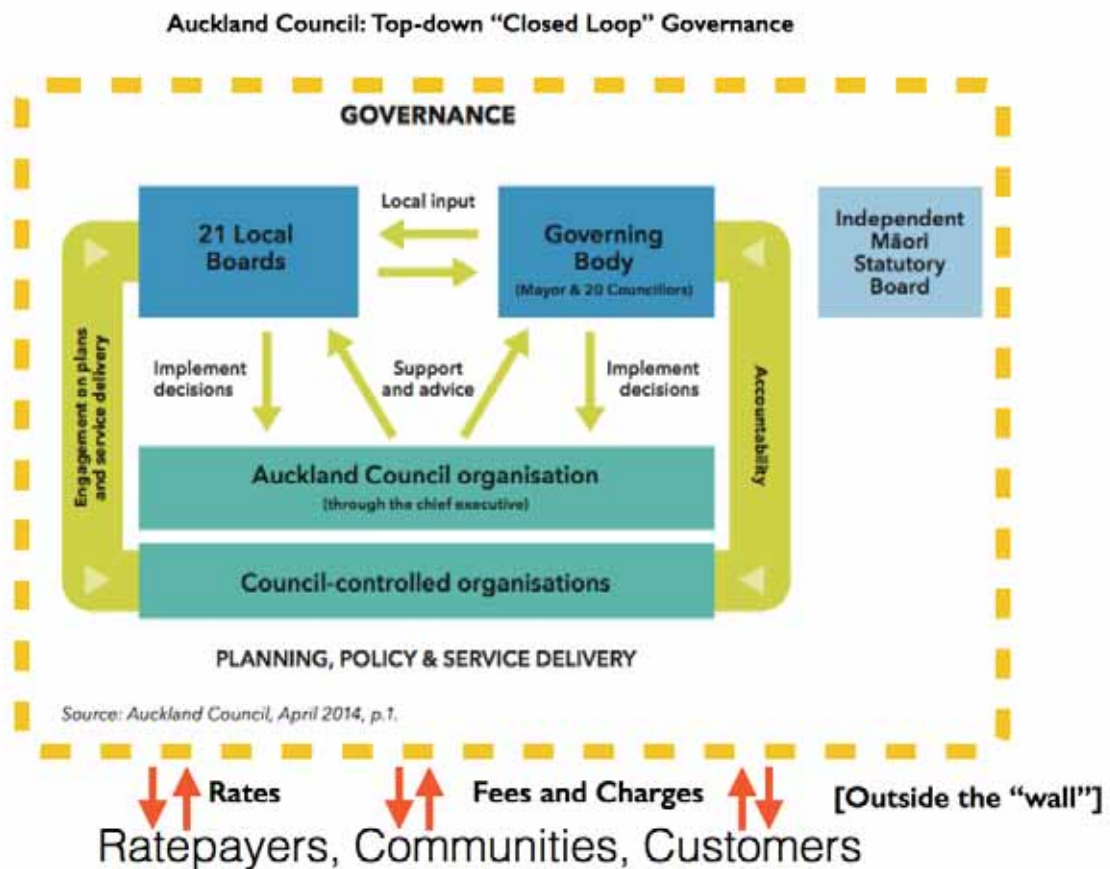 Auckland Council: Top-down “Closed Loop” Governance
GOVERNANCE
21 Local
Boards
Local input
Governing
Body
(Mayor & 20 Councillors)
Independent
Māori
Statutory
Board
Engagement on plans
and service delivery
Implement
decisions
Support
and advice
Implement
decisions
Accountability
Auckland Council organisation
(through the chief executive)
Council-controlled organisations
PLANNING, POLICY & SERVICE DELIVERY
Source: Auckland Council, April 2014, p.1.
Rates
Fees and Charges
[Outside the “wall”]
Ratepayers, Communities, Customers